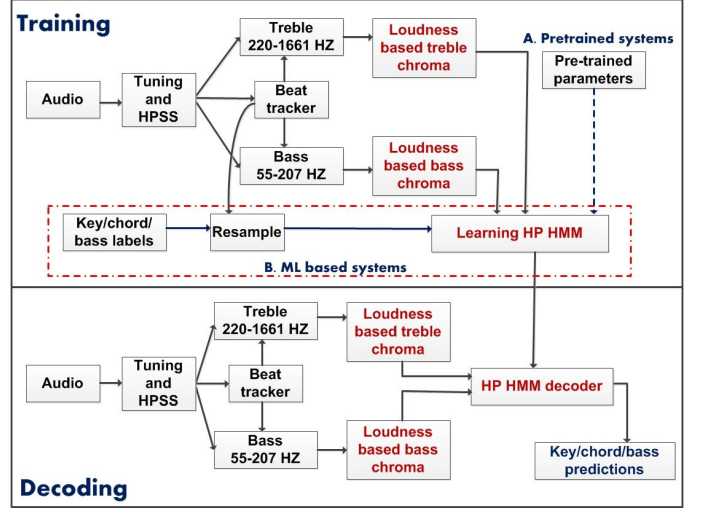 Training
Treble
220-1661 HZ
Loudness
based treble
chroma
A. Pretrained systems
Pre-trained
parameters
Audio
Tuning
and
HPSS
Beat
tracker
Bass
55-207 HZ
Loudness
based bass
chroma
Key/chord/
bass labels
Resample
Learning HP HMM
B. ML based systems
Treble
220-1661 HZ
Loudness
based treble
chroma
Audio
Tuning
and
HPSS
Beat
tracker
HP HMM decoder
Bass
55-207 HZ
Loudness
based bass
chroma
Key/chord/bass
predictions
Decoding